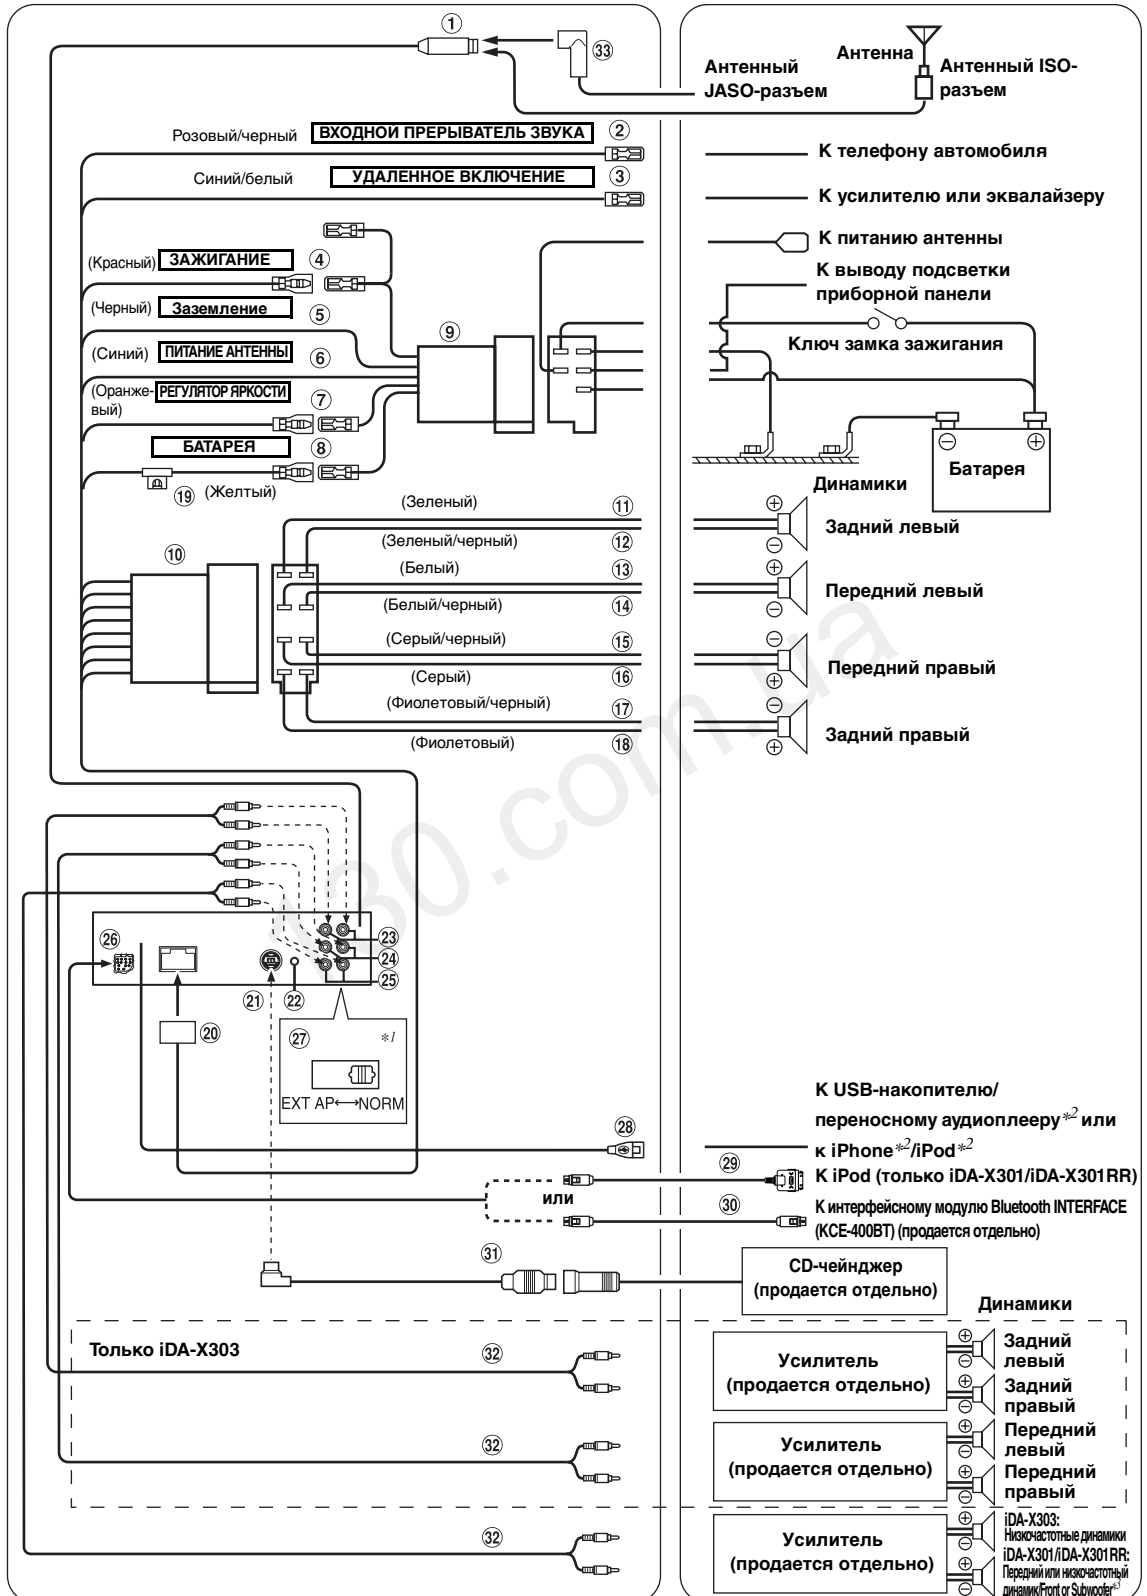 1
33
Антенный
JASO-разъем
Антенна
Антенный ISO-
разъем
Розовый/черный
ВХОДНОЙ ПРЕРЫВАТЕЛЬ ЗВУКА
2
К телефону автомобиля
Синий/белый
УДАЛЕННОЕ ВКЛЮЧЕНИЕ
3
К усилителю или эквалайзеру
К питанию антенны
(Красный)
ЗАЖИГАНИЕ
4
К выводу подсветки
приборной панели
(Черный)
Заземление
5
9
Ключ замка зажигания
(Синий)
ПИТАНИЕ АНТЕННЫ
6
(Оранже-
вый)
РЕГУЛЯТОР ЯРКОСТИ
7
БАТАРЕЯ
8
Батарея
19
(Желтый)
Динамики
(Зеленый)
11
Задний левый
(Зеленый/черный)
12
10
(Белый)
13
Передний левый
(Белый/черный)
14
(Серый/черный)
15
Передний правый
(Серый)
16
(Фиолетовый/черный)
17
Задний правый
(Фиолетовый)
18
130.com.ua
26
23
24
25
21
22
20
27
*1
EXT AP↔NORM
К USB-накопителю/
переносному аудиоплееру*2 или
к iPhone*2/iPod*2
28
29
К iPod (только iDA-X301/iDA-X301RR)
или
30
К интерфейсному модулю Bluetooth INTERFACE
(KCE-400BT) (продается отдельно)
31
CD-чейнджер
(продается отдельно)
Динамики
Только iDA-X303
32
Усилитель
(продается отдельно)
Задний
левый
Задний
правый
32
Усилитель
(продается отдельно)
Передний
левый
Передний
правый
32
Усилитель
(продается отдельно)
iDA-X303:
Низкочастотные динамики
iDA-X301/iDA-X301RR:
Передний или низкочастотный
динамик/Front or Subwoofer